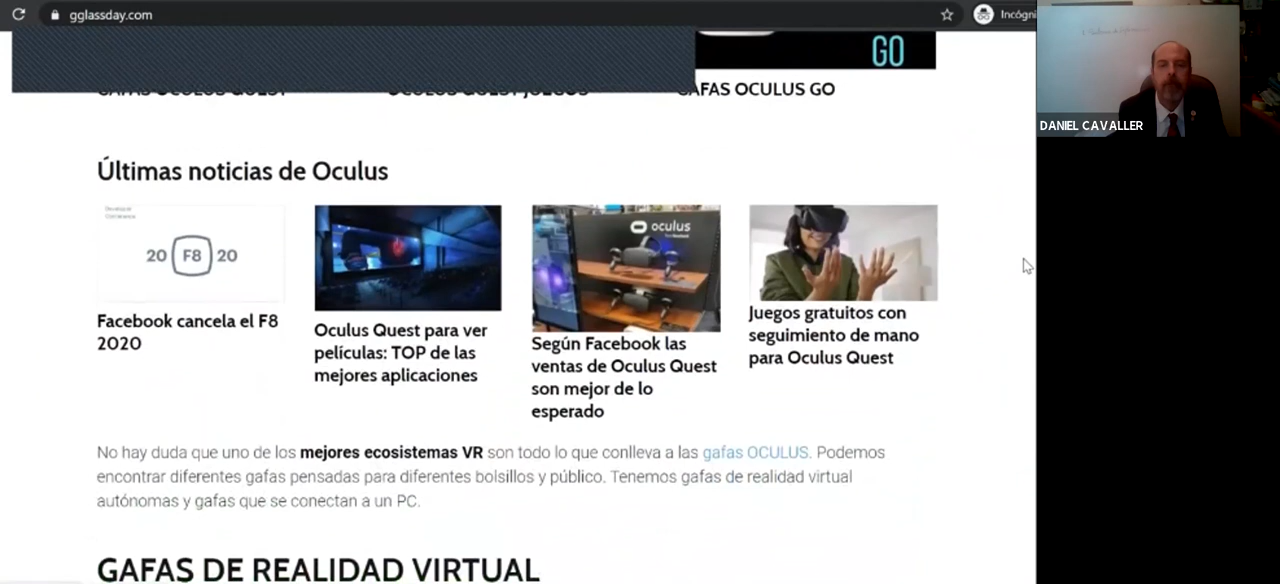 gglassday.com
Incógni
GO
GAFAS OCULUS QUEST
OCULUS QUEST JUEGOS
GAFAS OCULUS GO
DANIEL CAVALLER
Últimas noticias de Oculus
Developer
Conference
20 F8 20
oculus
Facebook cancela el F8
2020
Oculus Quest para ver
películas: TOP de las
mejores aplicaciones
Según Facebook las
ventas de Oculus Quest
son mejor de lo
esperado
Juegos gratuitos con
seguimiento de mano
para Oculus Quest
No hay duda que uno de los mejores ecosistemas VR son todo lo que conlleva a las gafas OCULUS. Podemos
encontrar diferentes gafas pensadas para diferentes bolsillos y público. Tenemos gafas de realidad virtual
autónomas y gafas que se conectan a un PC.
GAFAS DE REALIDAD VIRTUAL